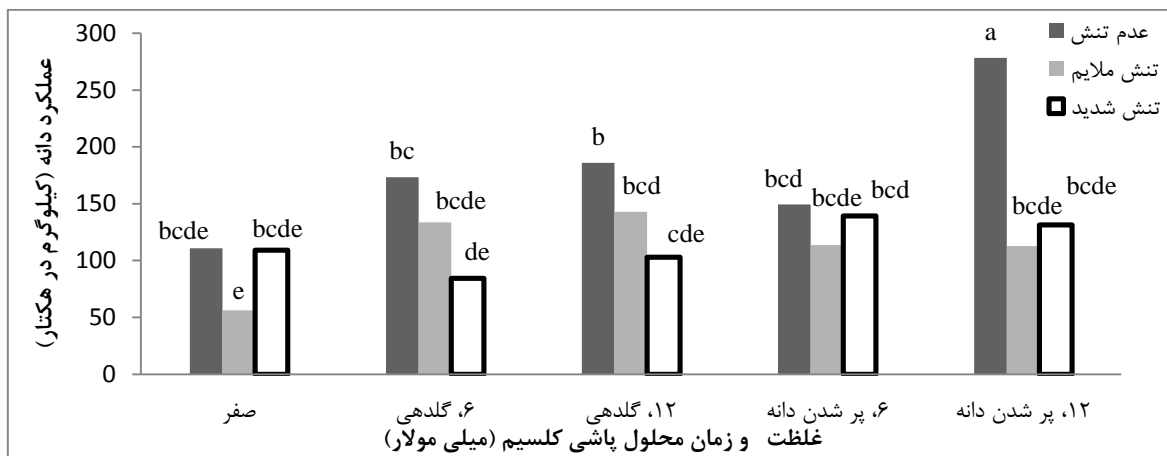 عملکرد دانه (کیلوگرم در هکتار)
300
250
200
150
100
50
0
عدم تنش
تنش ملایم
تنش شدید
bcde
e
bcde
bc
bcde
de
b
bcd
cde
bcd
bcde
bcd
a
bcde
bcde
صفر
۶، گلدهی
۱۲، گلدهی
۶، پر شدن دانه
۱۲، پر شدن دانه
غلظت و زمان محلول پاشی کلسیم (میلی مولار)